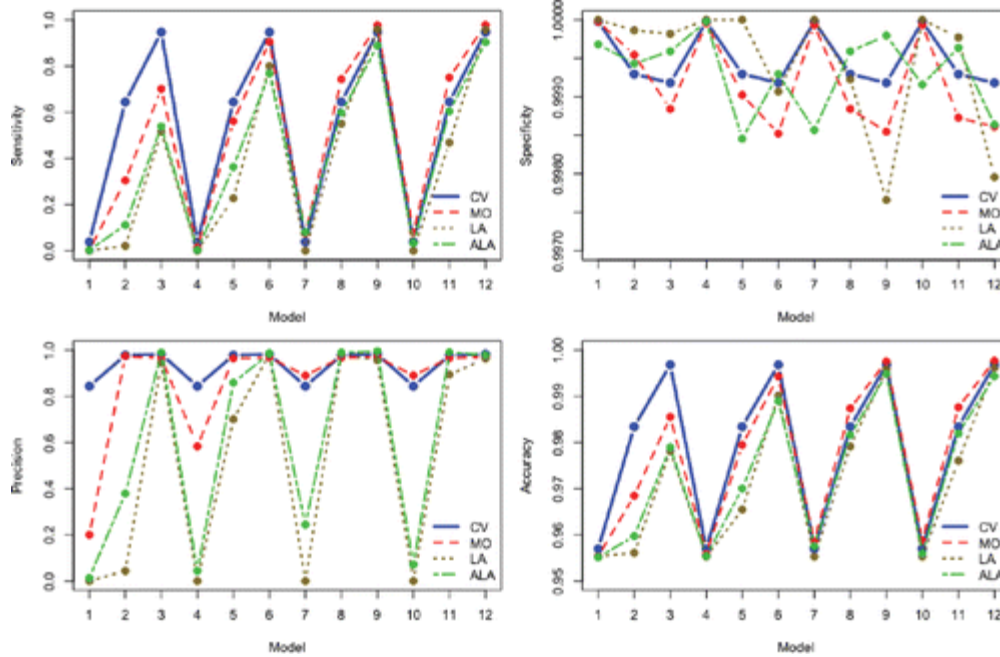 Sensitivity
1.0
0.8
0.6
0.4
0.2
0.0
CV
MO
LA
ALA
1 2 3 4 5 6 7 8 9 10 11 12
Model
Specificity
1.0000
0.9990
0.9980
0.9970
CV
MO
LA
ALA
1 2 3 4 5 6 7 8 9 10 11 12
Model
Precision
1.0
0.8
0.6
0.4
0.2
0.0
CV
MO
LA
ALA
1 2 3 4 5 6 7 8 9 10 11 12
Model
Accuracy
1.00
0.99
0.98
0.97
0.96
0.95
CV
MO
LA
ALA
1 2 3 4 5 6 7 8 9 10 11 12
Model